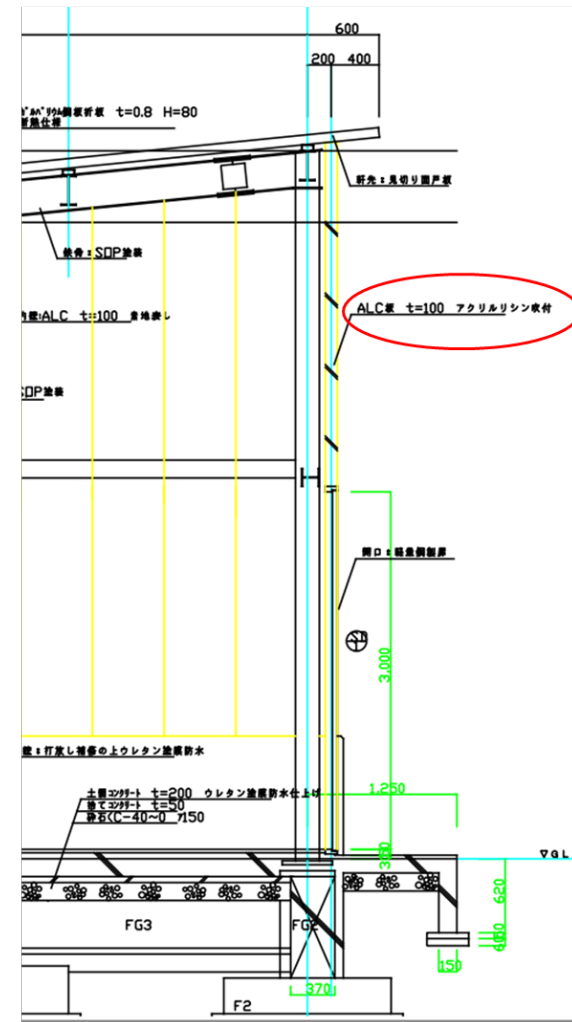 600
200 400
ガルバリウム鋼板折板 t=0.8 H=80
断熱仕様
軒先：見切り面戸板
鉄骨：SOP塗装
ALC板 t=100 アクリルリシン吹付
内壁:ALC t=100 素地表し
SOP塗装
開口：軽量鋼製扉
SD
3,000
：打放し補修の上ウレタン塗膜防水
1,250
土間コンクリート t=200 ウレタン塗膜防水仕上げ
捨てコンクリート t=50
砕石(C-40~0 ｱ150
▽GL
620
FG3
FG2
60
150
370
F2